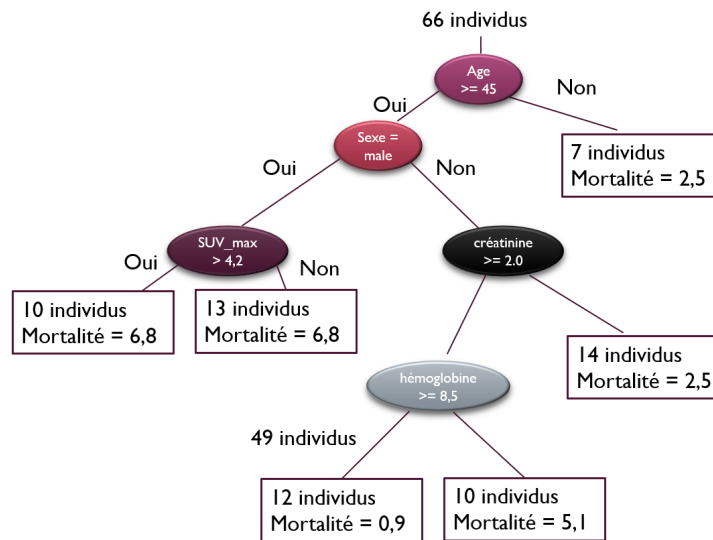 66 individus
Age
>= 45
Oui
Non
Sexe =
male
7 individus
Mortalité = 2,5
Oui
Non
SUV_max
> 4,2
créatinine
>= 2.0
Oui
Non
10 individus
Mortalité = 6,8
13 individus
Mortalité = 6,8
14 individus
Mortalité = 2,5
hémoglobine
>= 8,5
49 individus
12 individus
Mortalité = 0,9
10 individus
Mortalité = 5,1